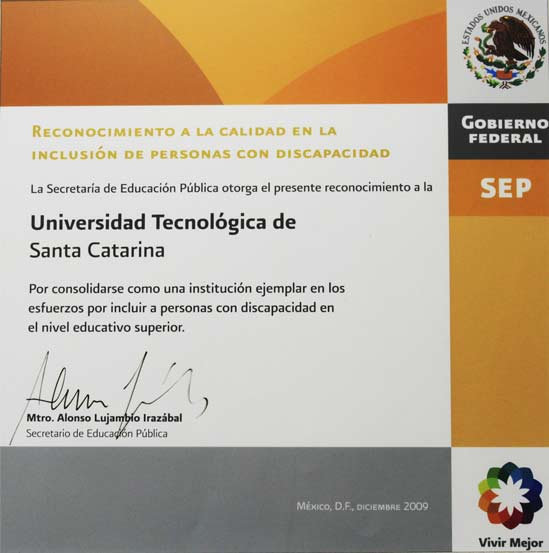 ESTADOS UNIDOS MEXICANOS
GOBIERNO
FEDERAL
SEP
RECONOCIMIENTO A LA CALIDAD EN LA
INCLUSIÓN DE PERSONAS CON DISCAPACIDAD
La Secretaría de Educación Pública otorga el presente reconocimiento a la
Universidad Tecnológica de
Santa Catarina
Por consolidarse como una institución ejemplar en los
esfuerzos por incluir a personas con discapacidad en
el nivel educativo superior.
Mtro. Alonso Lujambio Irazábal
Secretario de Educación Pública
MÉXICO, D.F., DICIEMBRE 2009
Vivir Mejor